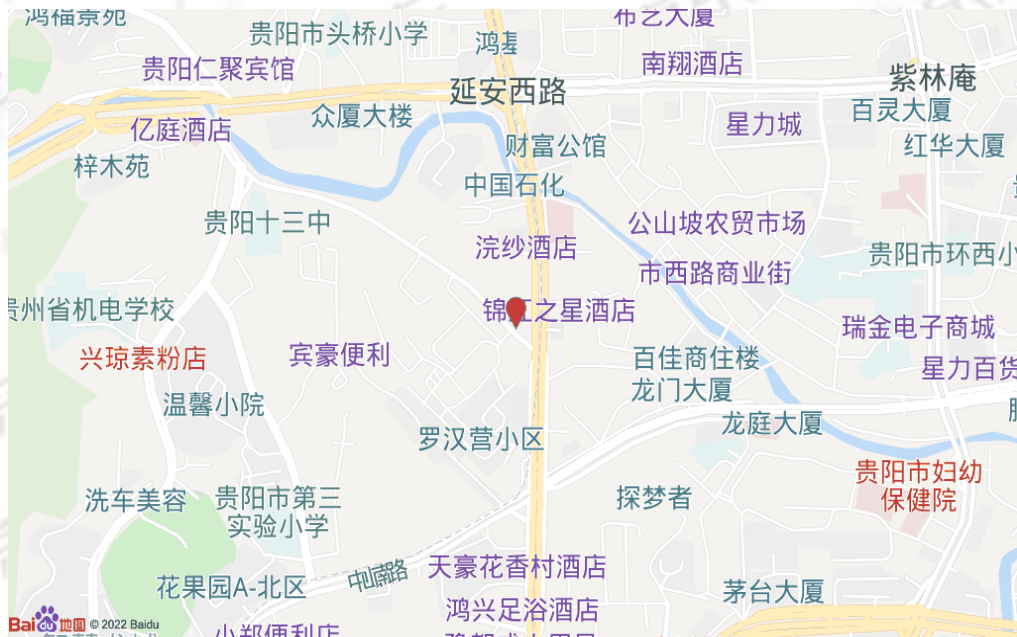 鸿福景苑
布艺大厦
贵阳市头桥小学
鸿基
南翔酒店
贵阳仁聚宾馆
紫林庵
延安西路
百灵大厦
众厦大楼
星力城
亿庭酒店
财富公馆
红华大厦
梓木苑
中国石化
贵阳十三中
公山坡农贸市场
浣纱酒店
贵阳市环西小
市西路商业街
贵州省机电学校
锦江之星酒店
瑞金电子商城
兴琼素粉店
宾豪便利
百佳商住楼
星力百货
龙门大厦
温馨小院
龙庭大厦
罗汉营小区
贵阳市妇幼
保健院
洗车美容
贵阳市第三
实验小学
探梦者
中山南路
天豪花香村酒店
花果园A-北区
茅台大厦
鸿兴足浴酒店
Bai du 地图 © 2022 Baidu
小郑便利店